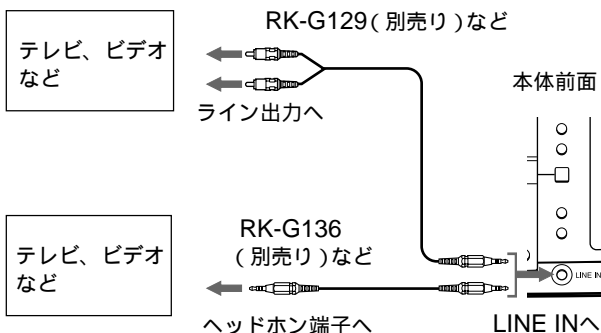 RK-G129(別売り)など
テレビ、ビデオ
など
ライン出力へ
本体前面
RK-G136
(別売り)など
テレビ、ビデオ
など
LINE IN
ヘッドホン端子へ
LINE INへ